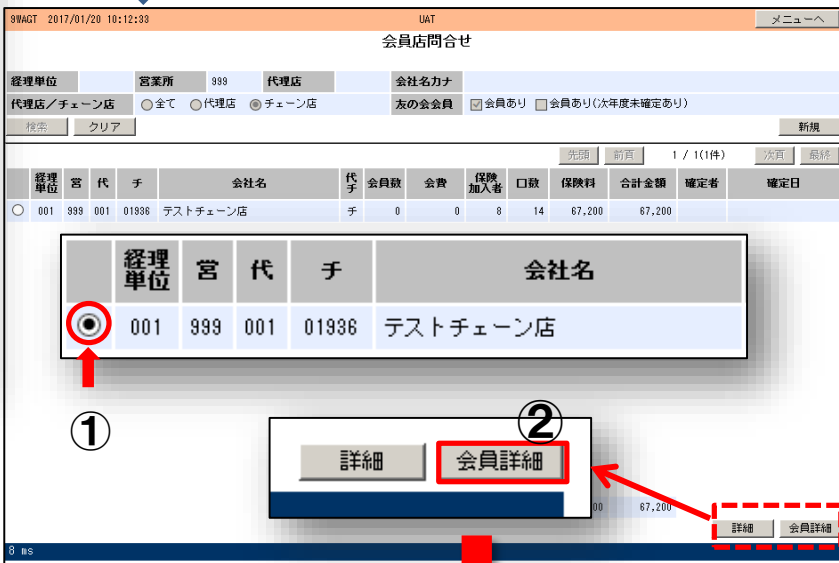 9WAGT 2017/01/20 10:12:33 UAT メニューへ
会員店問合せ
経理単位 営業所 999 代理店 会社名カナ
代理店／チェーン店 全て 代理店 チェーン店 友の会会員 会員あり 会員あり(次年度未確定あり)
検索 クリア 新規
先頭 前頁 1 / 1(1件) 次頁 最終
経理単位 営 代 チ 会社名 代チ 会員数 会費 保険加入者 口数 保険料 合計金額 確定者 確定日
001 999 001 01936 テストチェーン店 チ 0 0 8 14 67,200 67,200
経理単位 営 代 チ 会社名
001 999 001 01936 テストチェーン店
①
②
詳細 会員詳細
00 67,200
詳細 会員詳細
8 ms